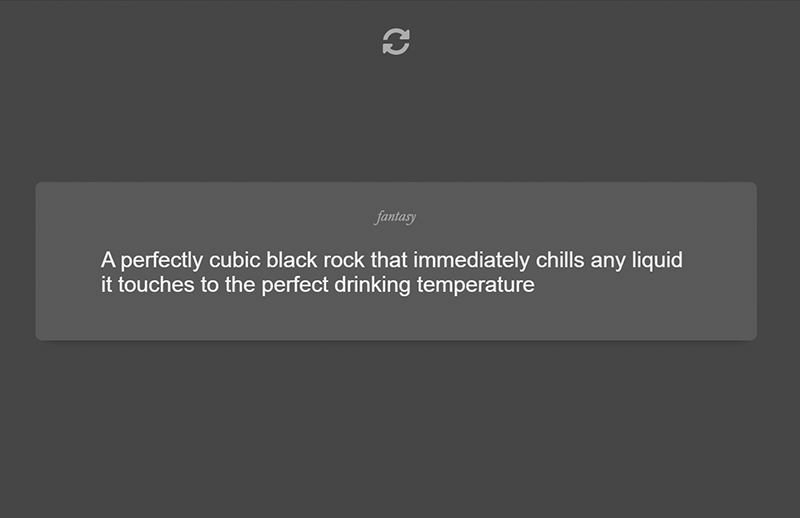 fantasy
A perfectly cubic black rock that immediately chills any liquid
it touches to the perfect drinking temperature